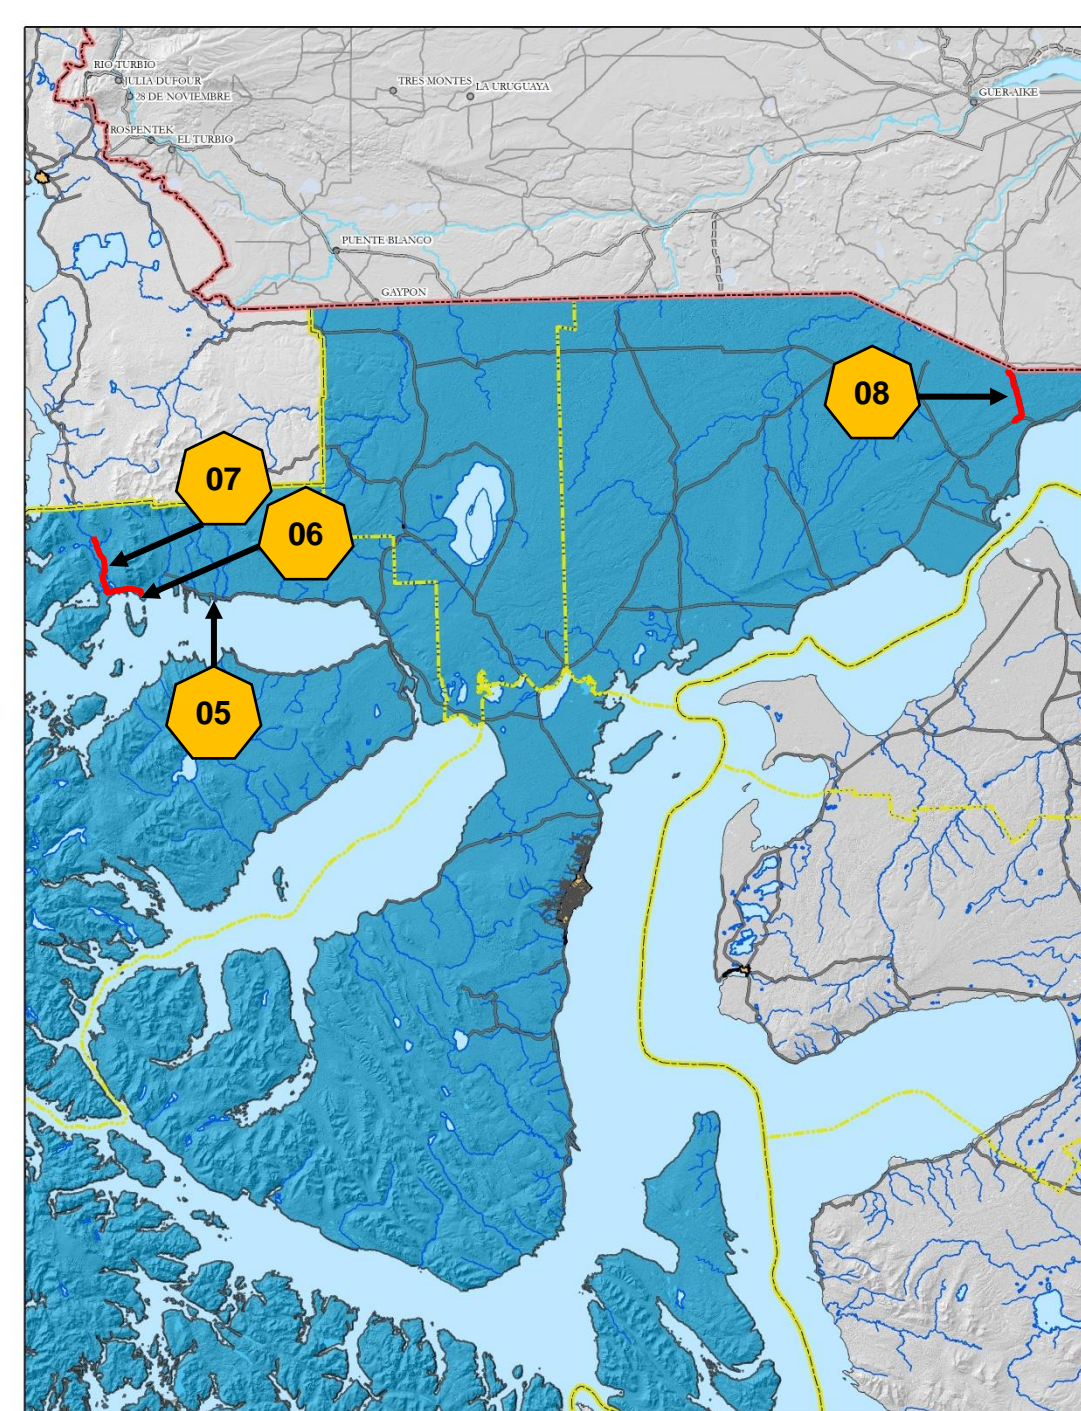 RIO TURBIO
JULIA DUFOUR
28 DE NOVIEMBRE
TRES MONTES
LA URUGUAYA
GUER AIKE
ROSPENTEK
EL TURBIO
PUENTE BLANCO
GAYPON
08
07
06
05